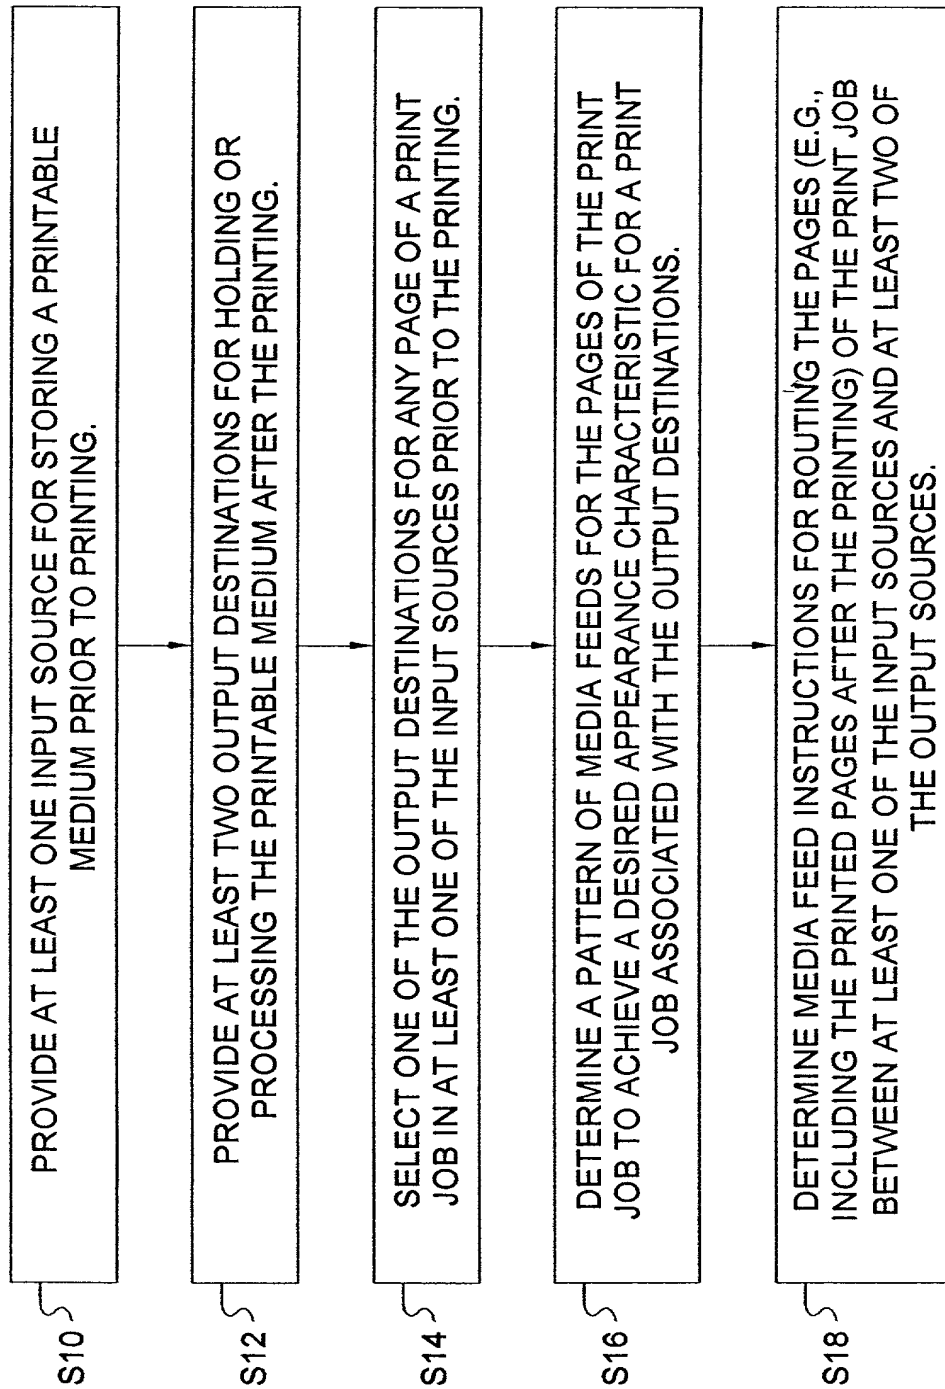 S10
PROVIDE AT LEAST ONE INPUT SOURCE FOR STORING A PRINTABLE
MEDIUM PRIOR TO PRINTING.
S12
PROVIDE AT LEAST TWO OUTPUT DESTINATIONS FOR HOLDING OR
PROCESSING THE PRINTABLE MEDIUM AFTER THE PRINTING.
S14
SELECT ONE OF THE OUTPUT DESTINATIONS FOR ANY PAGE OF A PRINT
JOB IN AT LEAST ONE OF THE INPUT SOURCES PRIOR TO THE PRINTING.
S16
DETERMINE A PATTERN OF MEDIA FEEDS FOR THE PAGES OF THE PRINT
JOB TO ACHIEVE A DESIRED APPEARANCE CHARACTERISTIC FOR A PRINT
JOB ASSOCIATED WITH THE OUTPUT DESTINATIONS.
S18
DETERMINE MEDIA FEED INSTRUCTIONS FOR ROUTING THE PAGES (E.G.,
INCLUDING THE PRINTED PAGES AFTER THE PRINTING) OF THE PRINT JOB
BETWEEN AT LEAST ONE OF THE INPUT SOURCES AND AT LEAST TWO OF
THE OUTPUT SOURCES.